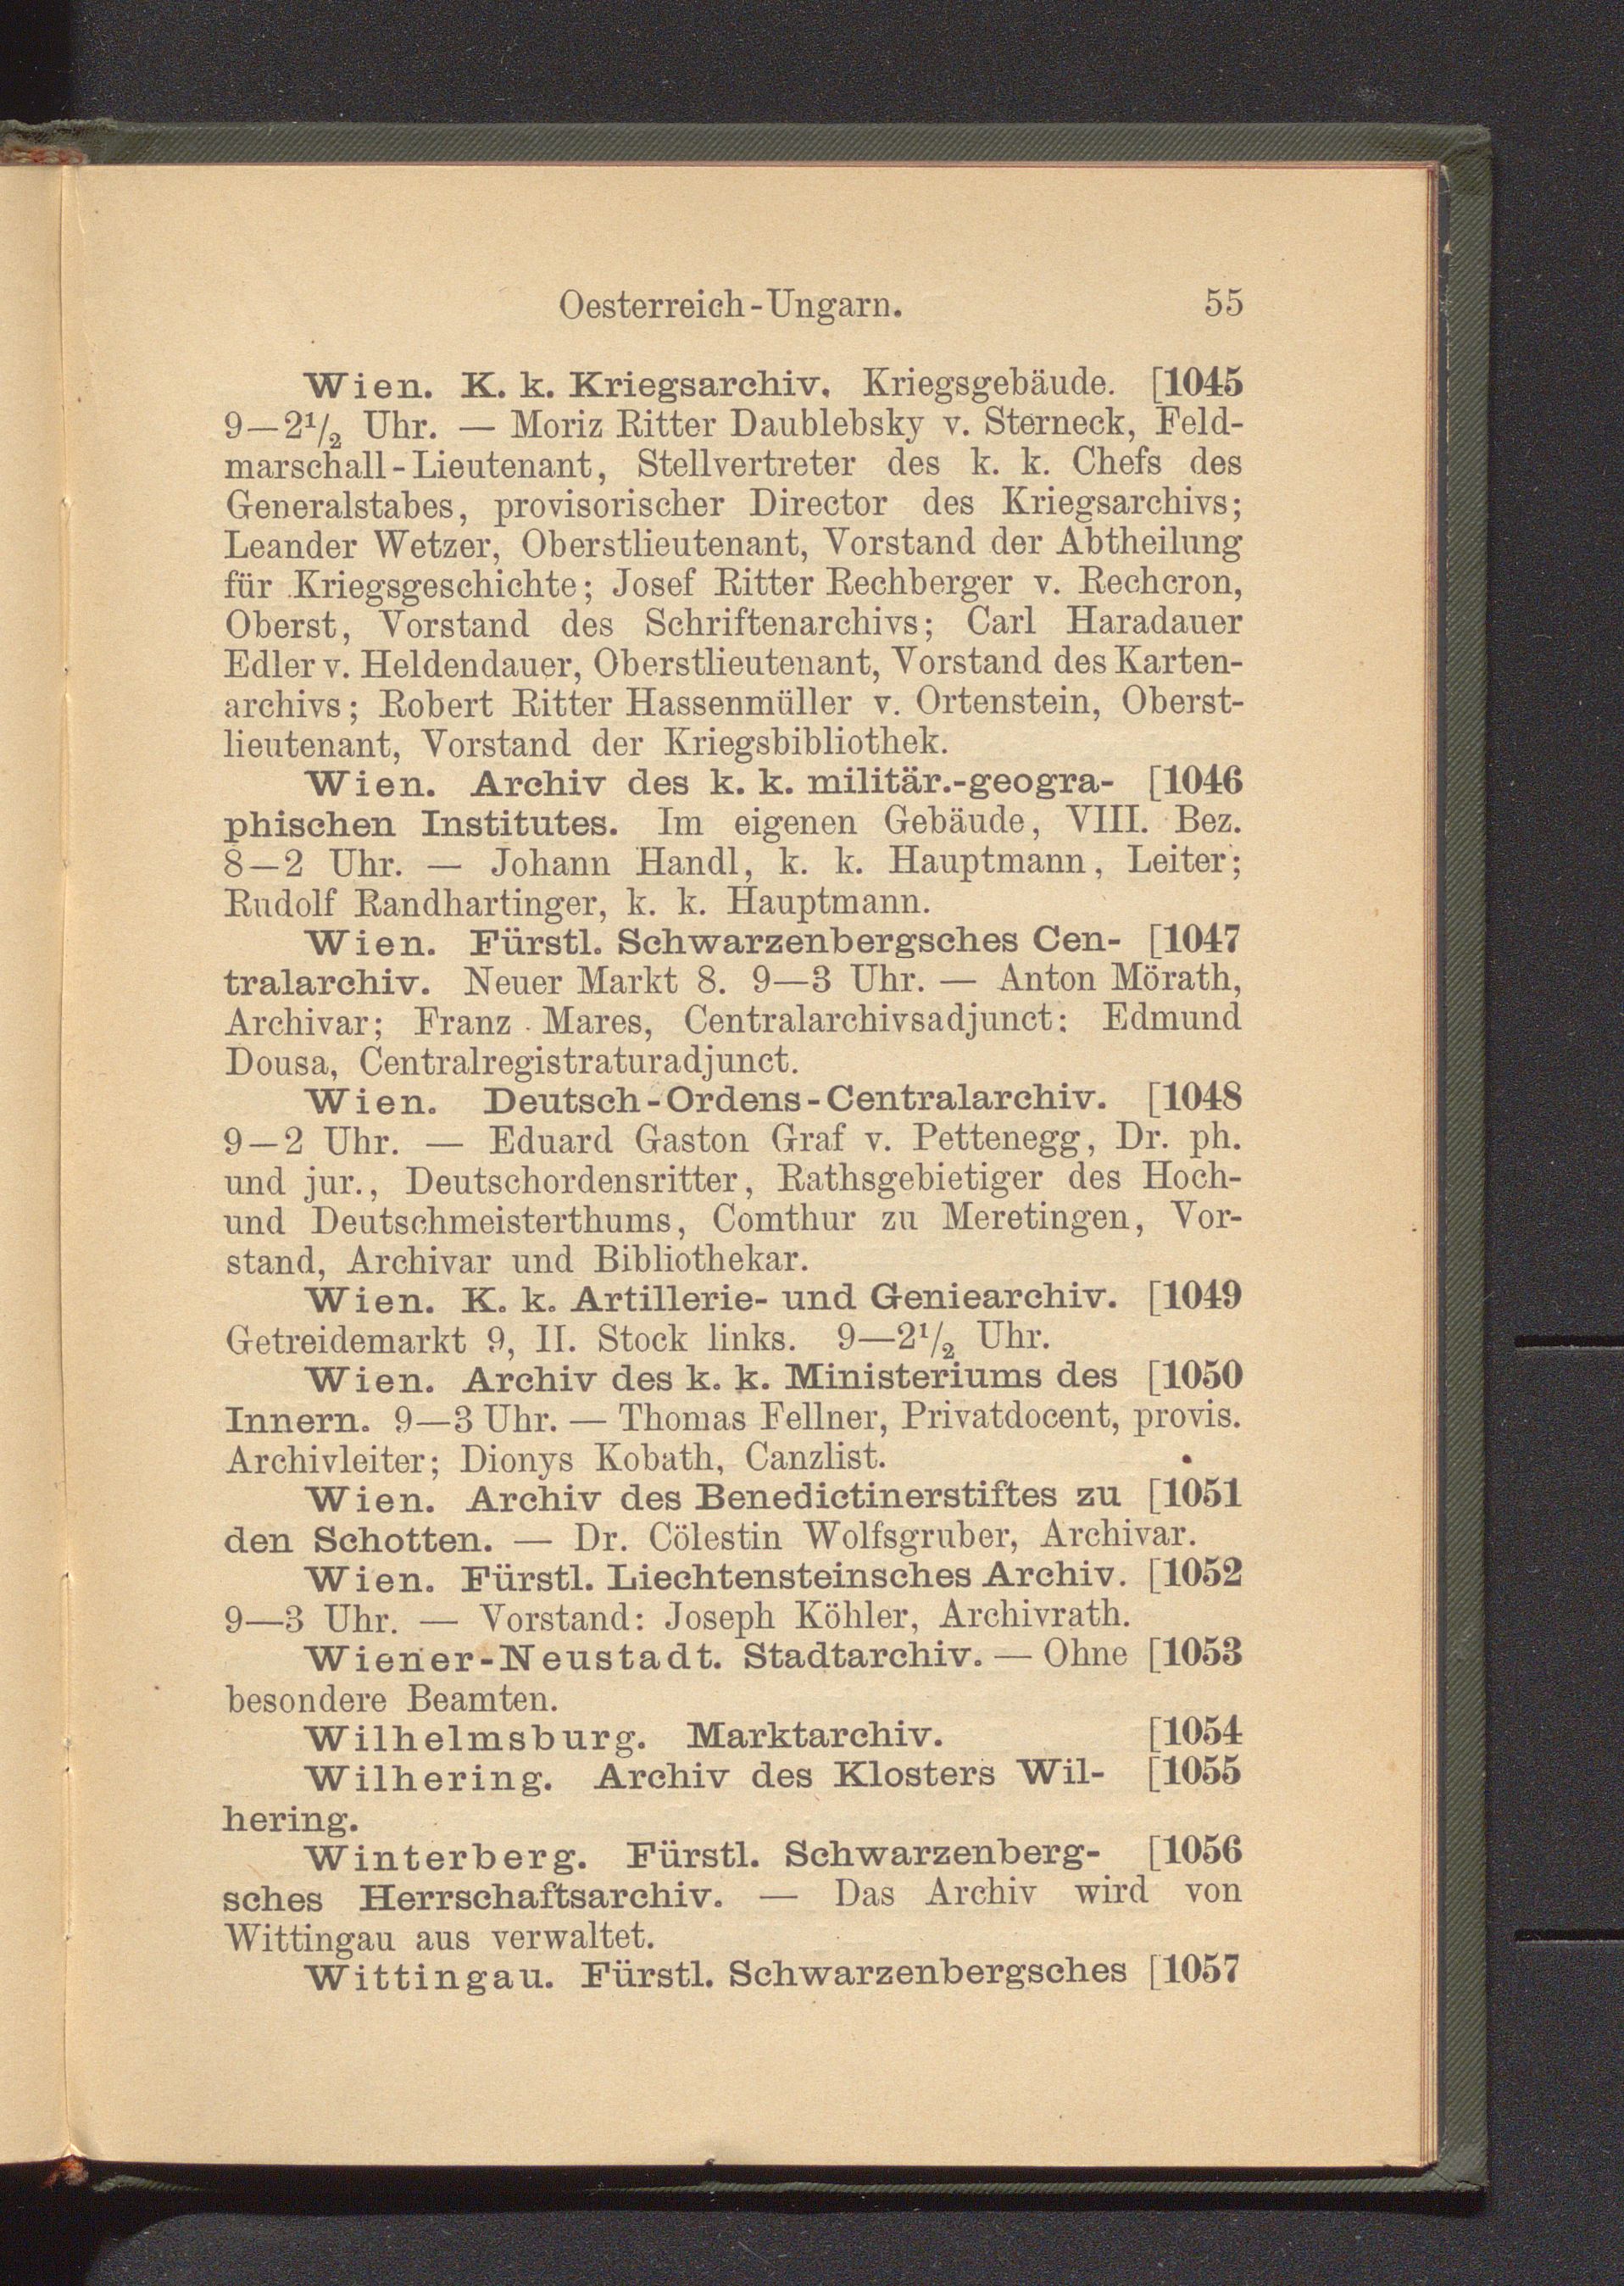 Oesterreich-Ungarn. 55
Wien. K. k. Kriegsarchiv. Kriegsgebäude. [1045
9—2½ Uhr. — Moriz Ritter Daublebsky v. Sterneck, Feld-
marschall-Lieutenant, Stellvertreter des k. k. Chefs des
Generalstabes, provisorischer Director des Kriegsarchivs;
Leander Wetzer, Oberstlieutenant, Vorstand der Abtheilung
für Kriegsgeschichte; Josef Ritter Rechberger v. Rechcron,
Oberst, Vorstand des Schriftenarchivs; Carl Haradauer
Edler v. Heldendauer, Oberstlieutenant, Vorstand des Karten-
archivs; Robert Ritter Hassenmüller v. Ortenstein, Oberst-
lieutenant, Vorstand der Kriegsbibliothek.
Wien. Archiv des k. k. militär.-geogra- [1046
phischen Institutes. Im eigenen Gebäude, VIII. Bez.
8—2 Uhr. — Johann Handl, k. k. Hauptmann, Leiter;
Rudolf Randhartinger, k. k. Hauptmann.
Wien. Fürstl. Schwarzenbergsches Cen- [1047
tralarchiv. Neuer Markt 8. 9—3 Uhr. — Anton Mörath,
Archivar; Franz Mares, Centralarchivsadjunct: Edmund
Dousa, Centralregistraturadjunct.
Wien. Deutsch-Ordens-Centralarchiv. [1048
9—2 Uhr. — Eduard Gaston Graf v. Pettenegg, Dr. ph.
und jur., Deutschordensritter, Rathsgebietiger des Hoch-
und Deutschmeisterthums, Comthur zu Meretingen, Vor-
stand, Archivar und Bibliothekar.
Wien. K. k. Artillerie- und Geniearchiv. [1049
Getreidemarkt 9, II. Stock links. 9—2½ Uhr.
Wien. Archiv des k. k. Ministeriums des [1050
Innern. 9—3 Uhr. — Thomas Fellner, Privatdocent, provis.
Archivleiter; Dionys Kobath, Canzlist.
Wien. Archiv des Benedictinerstiftes zu [1051
den Schotten. — Dr. Cölestin Wolfsgruber, Archivar.
Wien. Fürstl. Liechtensteinsches Archiv. [1052
9—3 Uhr. — Vorstand: Joseph Köhler, Archivrath.
Wiener-Neustadt. Stadtarchiv. — Ohne [1053
besondere Beamten.
Wilhelmsburg. Marktarchiv. [1054
Wilhering. Archiv des Klosters Wil- [1055
hering.
Winterberg. Fürstl. Schwarzenberg- [1056
sches Herrschaftsarchiv. — Das Archiv wird von
Wittingau aus verwaltet.
Wittingau. Fürstl. Schwarzenbergsches [1057